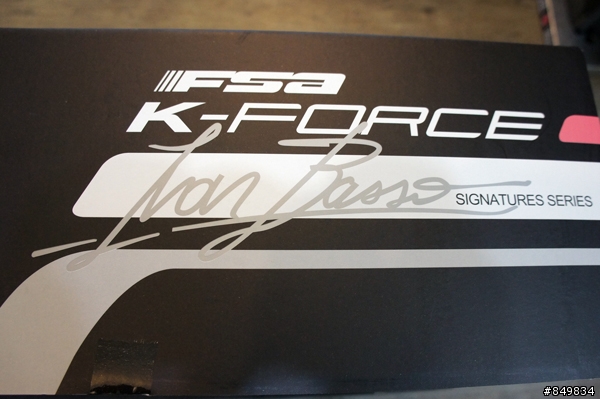 FSA
K-FORCE
Ivan Basso
SIGNATURES SERIES
#849834